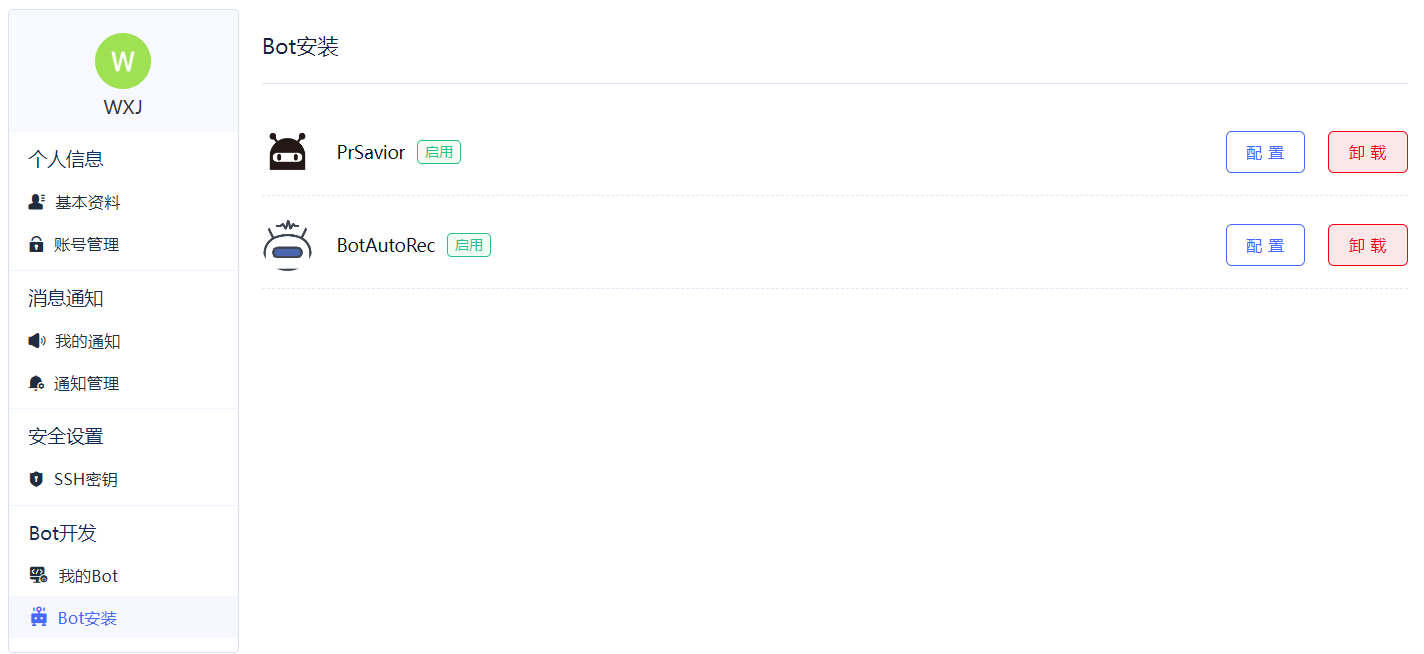 W
WXJ
个人信息
基本资料
账号管理
消息通知
我的通知
通知管理
安全设置
SSH密钥
Bot开发
我的Bot
Bot安装
Bot安装
PrSavior 启用 配 置 卸 载
BotAutoRec 启用 配 置 卸 载